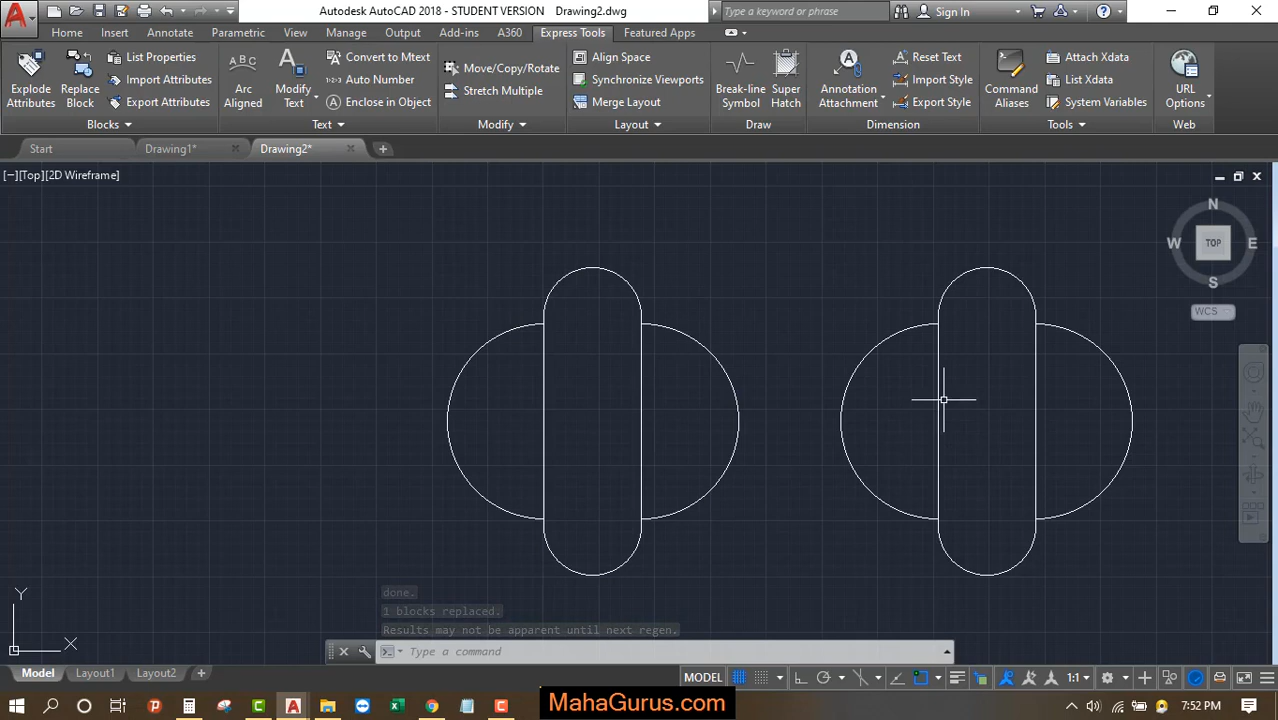 Autodesk AutoCAD 2018 - STUDENT VERSION Drawing2.dwg
Type a keyword or phrase
Sign In
Home Insert Annotate Parametric View Manage Output Add-ins A360 Express Tools Featured Apps
Explode Attributes
Replace Block
List Properties
Import Attributes
Export Attributes
Blocks
ABC
Arc Aligned
Modify Text
Convert to Mtext
Auto Number
Enclose in Object
Text
Move/Copy/Rotate
Stretch Multiple
Modify
Align Space
Synchronize Viewports
Merge Layout
Layout
Break-line Symbol
Super Hatch
Draw
Annotation Attachment
Reset Text
Import Style
Export Style
Dimension
Command Aliases
Attach Xdata
List Xdata
System Variables
Tools
URL Options
Web
Start Drawing1* Drawing2*
[−][Top][2D Wireframe]
N
W TOP E
S
WCS
done.
1 blocks replaced.
Results may not be apparent until next regen.
Y
X
Type a command
Model Layout1 Layout2
MODEL
1:1
MahaGurus.com
7:52 PM